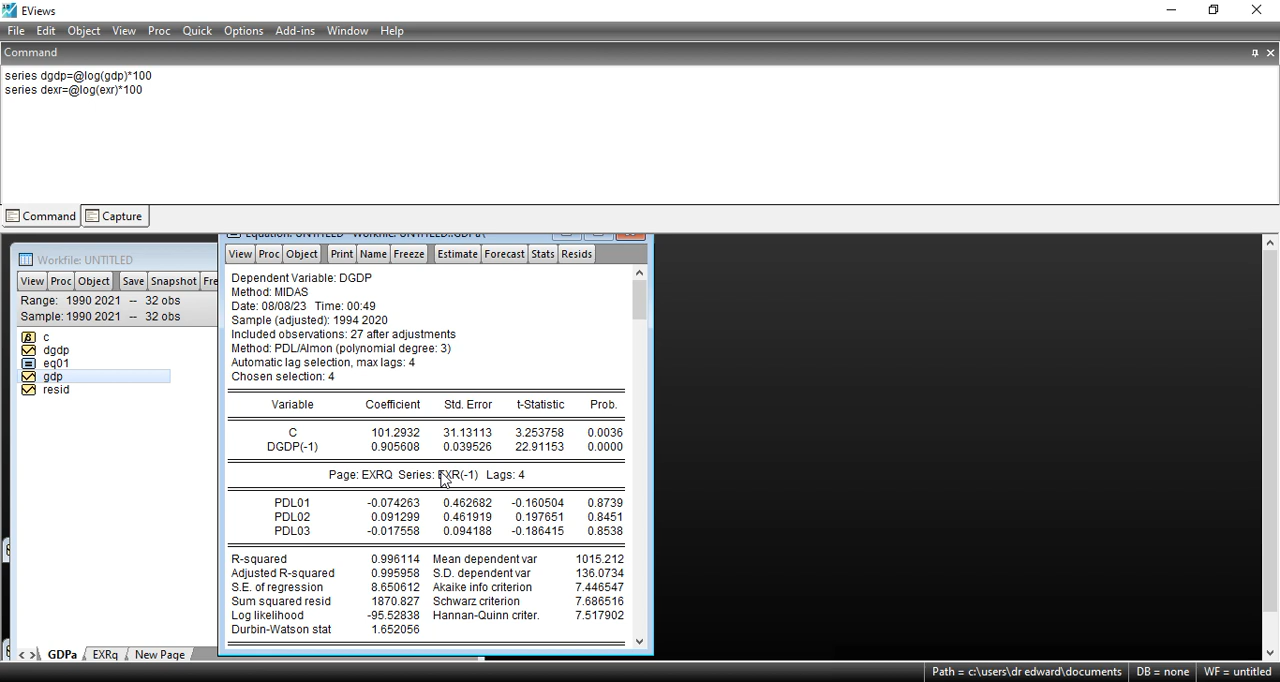 EViews
File Edit Object View Proc Quick Options Add-ins Window Help
Command
series dgdp=@log(gdp)*100
series dexr=@log(exr)*100
Command Capture
Workfile: UNTITLED
View Proc Object Save Snapshot Fre
Range: 1990 2021 -- 32 obs
Sample: 1990 2021 -- 32 obs
c
dgdp
eq01
gdp
resid
GDPa EXRq New Page
Equation: UNTITLED Workfile: UNTITLED::GDPa\
View Proc Object Print Name Freeze Estimate Forecast Stats Resids
Dependent Variable: DGDP
Method: MIDAS
Date: 08/08/23 Time: 00:49
Sample (adjusted): 1994 2020
Included observations: 27 after adjustments
Method: PDL/Almon (polynomial degree: 3)
Automatic lag selection, max lags: 4
Chosen selection: 4
Variable Coefficient Std. Error t-Statistic Prob.
C 101.2932 31.13113 3.253758 0.0036
DGDP(-1) 0.905608 0.039526 22.91153 0.0000
Page: EXRQ Series: EXR(-1) Lags: 4
PDL01 -0.074263 0.462682 -0.160504 0.8739
PDL02 0.091299 0.461919 0.197651 0.8451
PDL03 -0.017558 0.094188 -0.186415 0.8538
R-squared 0.996114 Mean dependent var 1015.212
Adjusted R-squared 0.995958 S.D. dependent var 136.0734
S.E. of regression 8.650612 Akaike info criterion 7.446547
Sum squared resid 1870.827 Schwarz criterion 7.686516
Log likelihood -95.52838 Hannan-Quinn criter. 7.517902
Durbin-Watson stat 1.652056
Path = c:\users\dr edward\documents DB = none WF = untitled